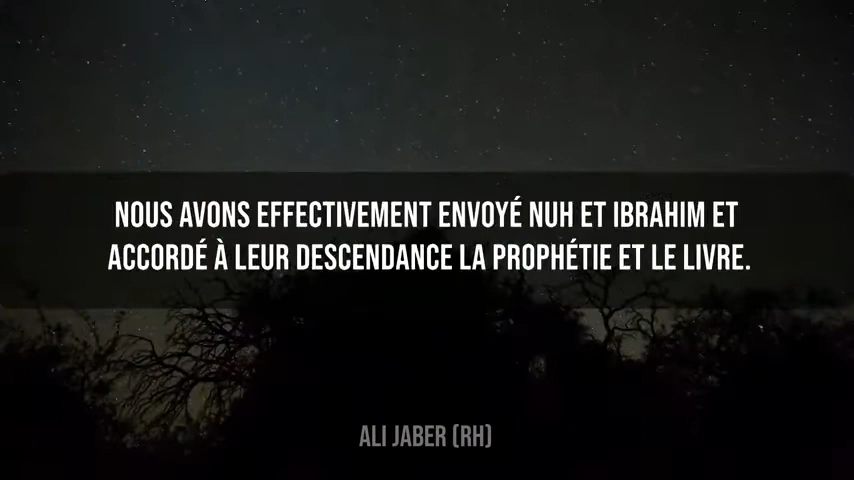 NOUS AVONS EFFECTIVEMENT ENVOYÉ NUH ET IBRAHIM ET
ACCORDÉ À LEUR DESCENDANCE LA PROPHÉTIE ET LE LIVRE.
ALI JABER (RH)